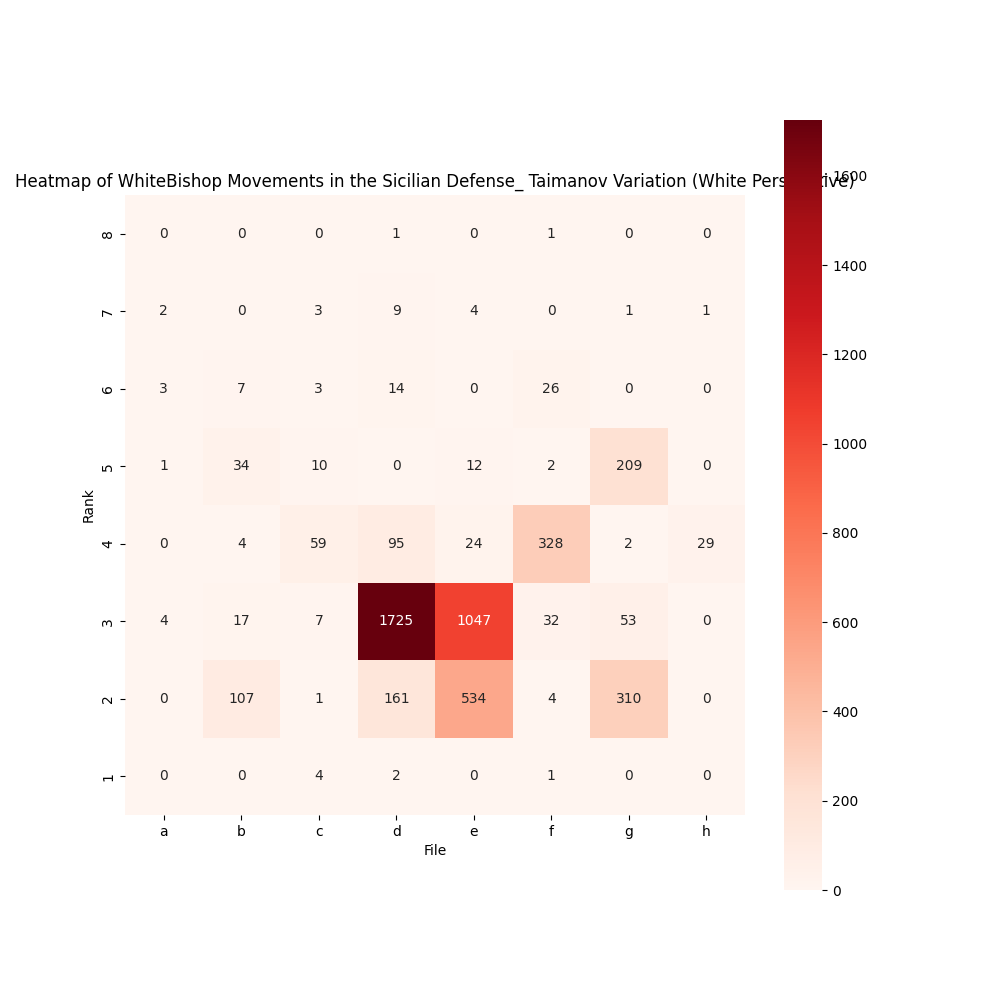 Heatmap of WhiteBishop Movements in the Sicilian Defense_ Taimanov Variation (White Pers tive)
1600
8 0 0 0 1 0 1 0 0
1400
7 2 0 3 9 4 0 1 1
1200
6 3 7 3 14 0 26 0 0
1000
5 1 34 10 0 12 2 209 0
Rank
800
4 0 4 59 95 24 328 2 29
600
3 4 17 7 1725 1047 32 53 0
400
2 0 107 1 161 534 4 310 0
200
1 0 0 4 2 0 1 0 0
a b c d e f g h
File
0